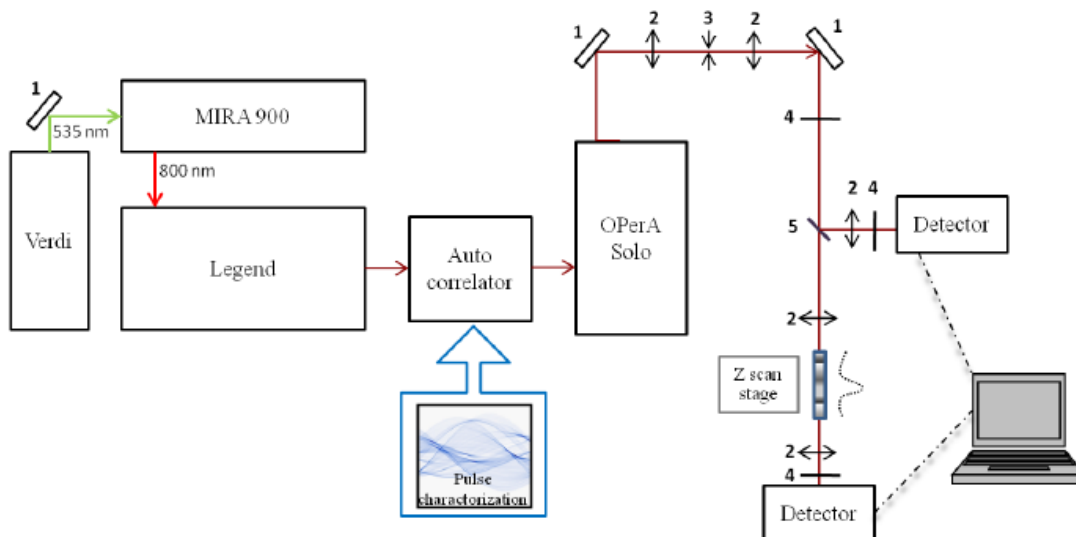 1
2
3
2
1
1
MIRA 900
535 nm
800 nm
4
2
4
Verdi
Legend
Auto
correlator
OPerA
Solo
5
Detector
2
Z scan
stage
Pulse
characterization
2
4
Detector